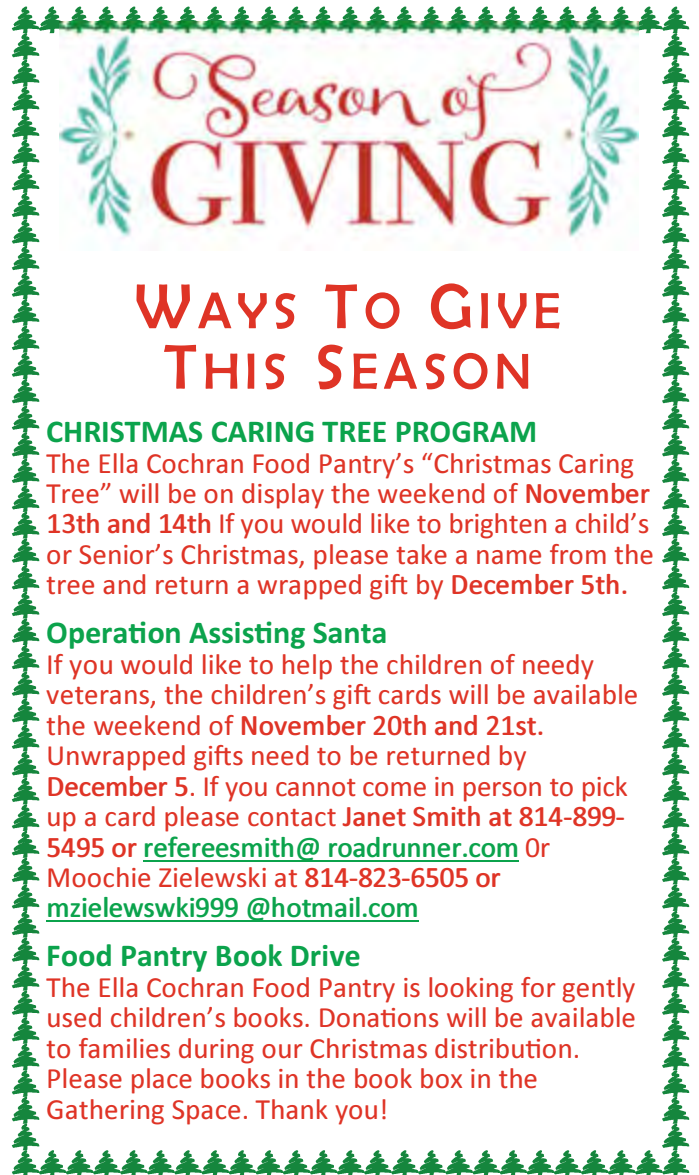 Season of
GIVING
WAYS TO GIVE
THIS SEASON
CHRISTMAS CARING TREE PROGRAM
The Ella Cochran Food Pantry’s “Christmas Caring
Tree” will be on display the weekend of November
13th and 14th If you would like to brighten a child’s
or Senior’s Christmas, please take a name from the
tree and return a wrapped gift by December 5th.
Operation Assisting Santa
If you would like to help the children of needy
veterans, the children’s gift cards will be available
the weekend of November 20th and 21st.
Unwrapped gifts need to be returned by
December 5. If you cannot come in person to pick
up a card please contact Janet Smith at 814-899-
5495 or refereesmith@ roadrunner.com 0r
Moochie Zielewski at 814-823-6505 or
mzielewswki999 @hotmail.com
Food Pantry Book Drive
The Ella Cochran Food Pantry is looking for gently
used children’s books. Donations will be available
to families during our Christmas distribution.
Please place books in the book box in the
Gathering Space. Thank you!